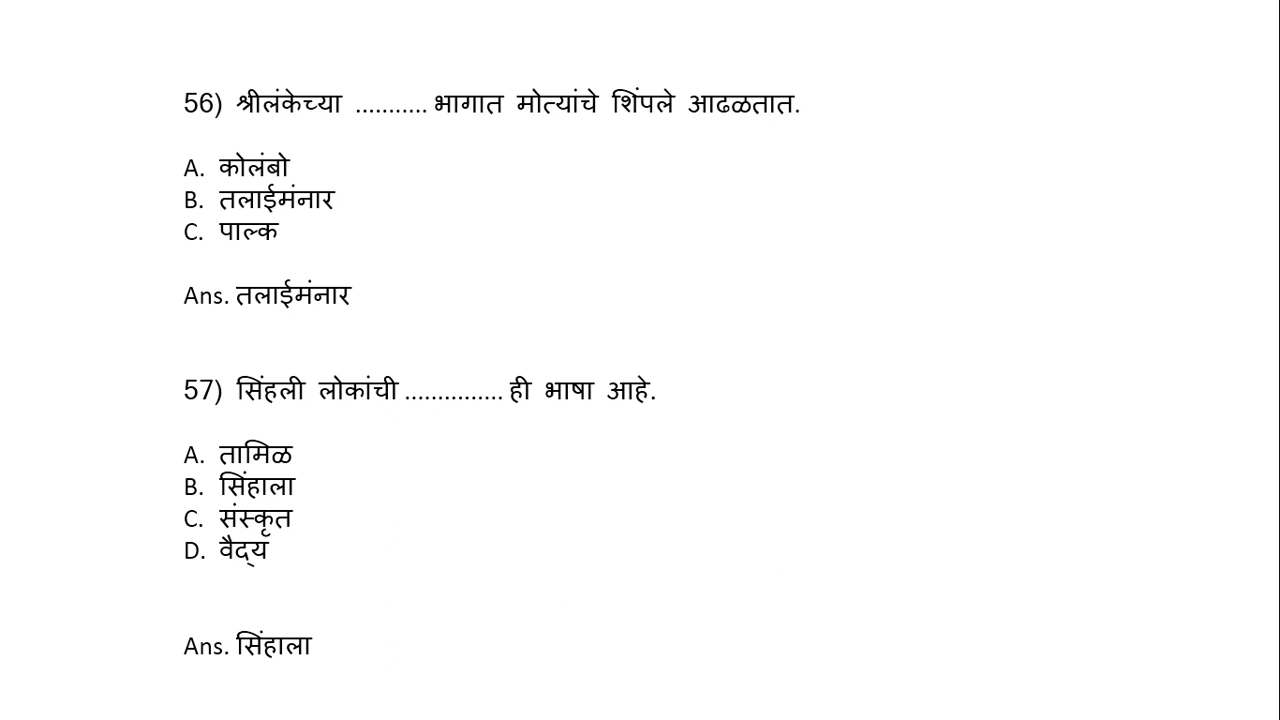 56) श्रीलंकेच्या ........... भागात मोत्यांचे शिंपले आढळतात.
A. कोलंबो
B. तलाईमंनार
C. पाल्क
Ans. तलाईमंनार
57) सिंहली लोकांची ............... ही भाषा आहे.
A. तामिळ
B. सिंहाला
C. संस्कृत
D. वैद्य
Ans. सिंहाला